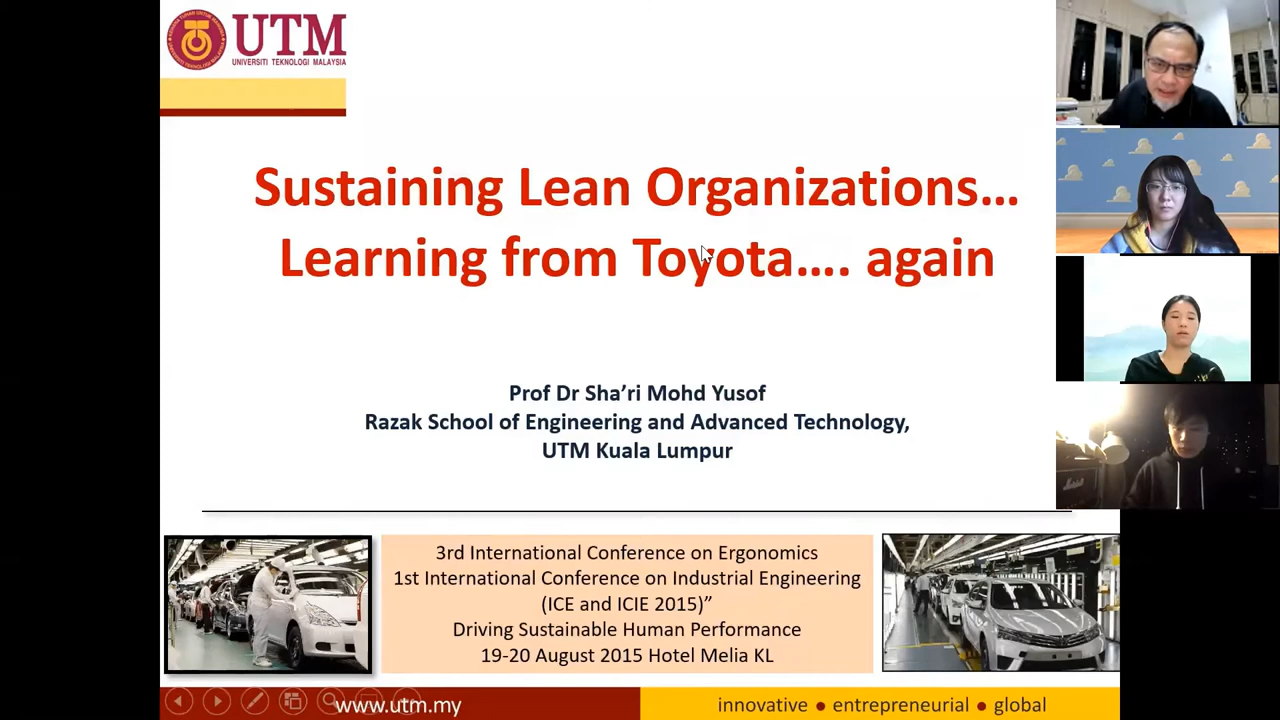 UTM
UNIVERSITI TEKNOLOGI MALAYSIA
Sustaining Lean Organizations…
Learning from Toyota…. again
Prof Dr Sha’ri Mohd Yusof
Razak School of Engineering and Advanced Technology,
UTM Kuala Lumpur
3rd International Conference on Ergonomics
1st International Conference on Industrial Engineering
(ICE and ICIE 2015)”
Driving Sustainable Human Performance
19-20 August 2015 Hotel Melia KL
www.utm.my
innovative ● entrepreneurial ● global
Marshall